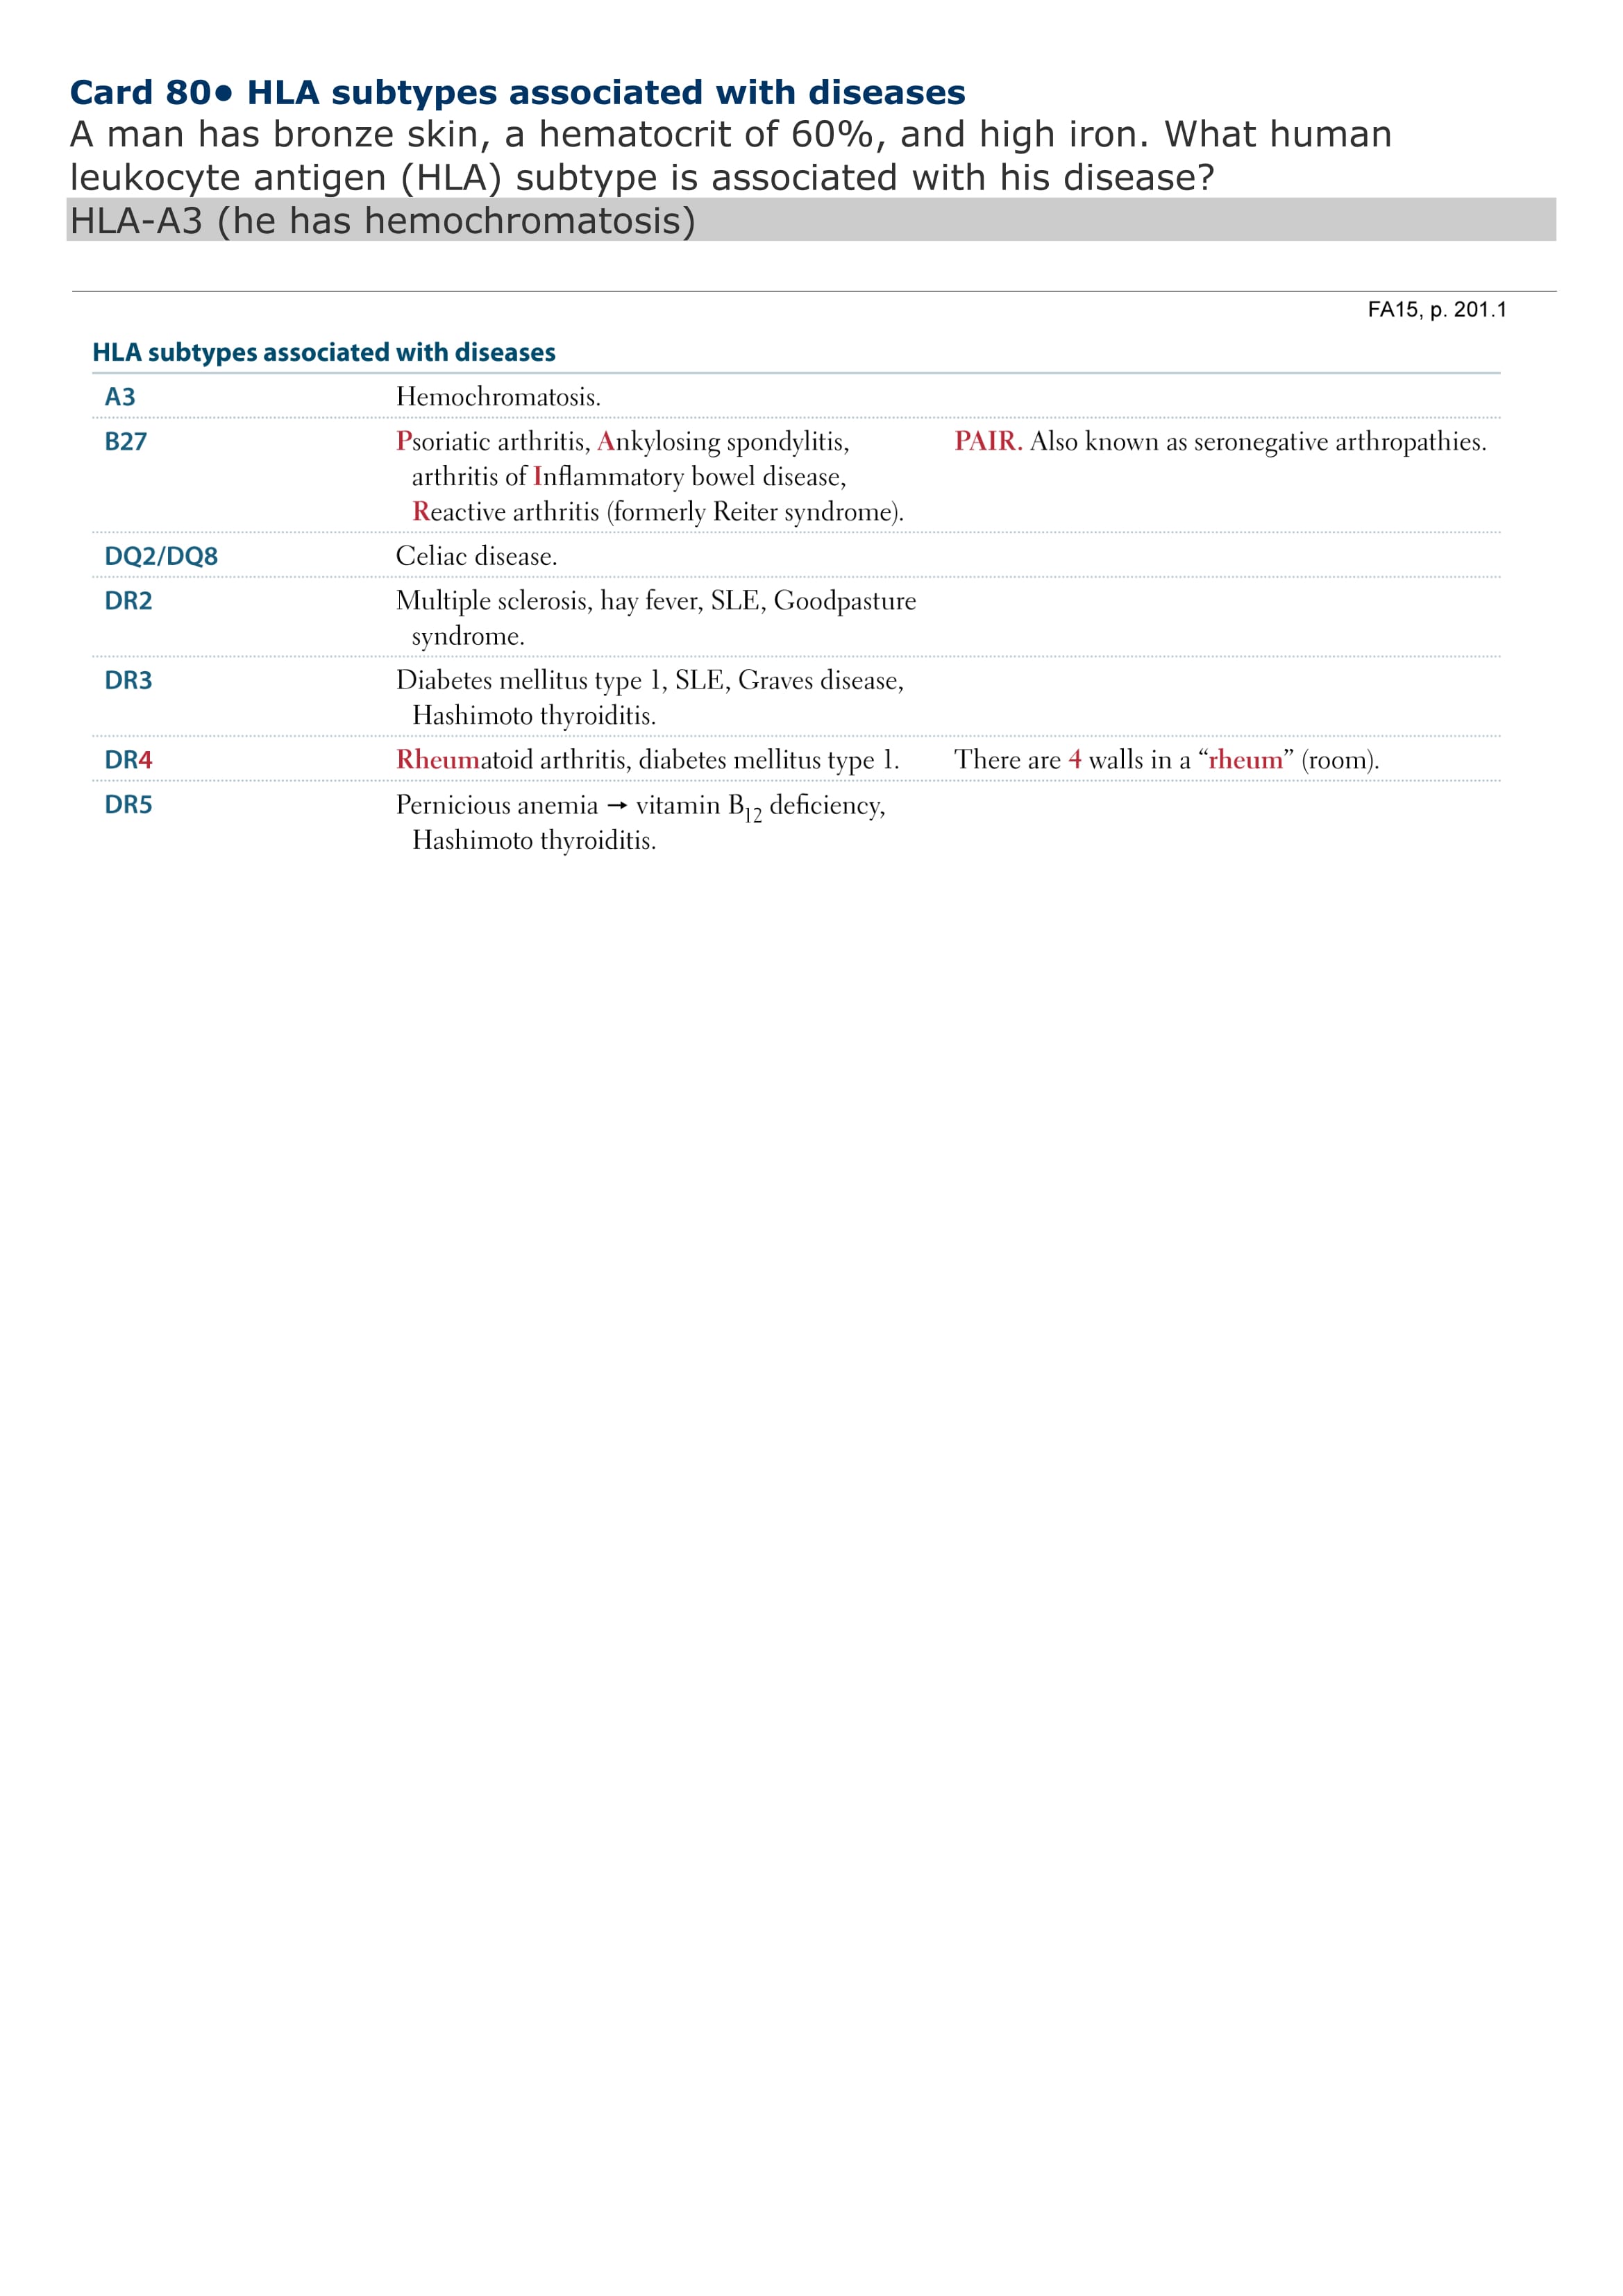 Card 80• HLA subtypes associated with diseases
A man has bronze skin, a hematocrit of 60%, and high iron. What human
leukocyte antigen (HLA) subtype is associated with his disease?
HLA-A3 (he has hemochromatosis)
FA15, p. 201.1
HLA subtypes associated with diseases
A3 Hemochromatosis.
B27 Psoriatic arthritis, Ankylosing spondylitis, PAIR. Also known as seronegative arthropathies.
arthritis of Inflammatory bowel disease,
Reactive arthritis (formerly Reiter syndrome).
DQ2/DQ8 Celiac disease.
DR2 Multiple sclerosis, hay fever, SLE, Goodpasture
syndrome.
DR3 Diabetes mellitus type 1, SLE, Graves disease,
Hashimoto thyroiditis.
DR4 Rheumatoid arthritis, diabetes mellitus type 1. There are 4 walls in a “rheum” (room).
DR5 Pernicious anemia → vitamin B12 deficiency,
Hashimoto thyroiditis.